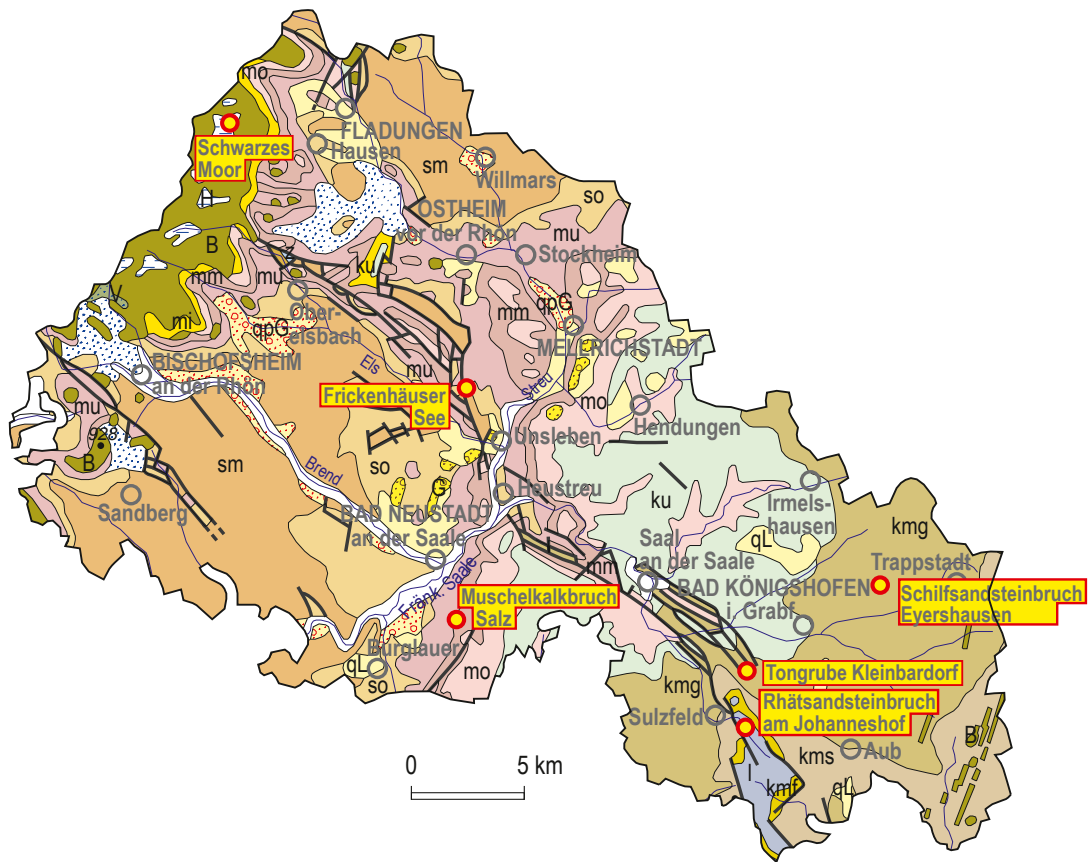 mo
FLADUNGEN
Schwarzes
Moor
Hausen
sm
Willmars
so
H
OSTHEIM
vor der Rhön
mu
B
Stockheim
z
ku
mm
mu
V
Ober-
elsbach
qpG
mm
qpG
mi
MELLRICHSTADT
BISCHOFSHEIM
an der Rhön
Els
mu
Streu
Frickenhäuser
See
mo
mu
Hendungen
928
B
Unsleben
sm
so
Brend
G
Heustreu
ku
Irmels-
hausen
Sandberg
BAD NEUSTADT
an der Saale
kmg
qL
Saal
an der Saale
Trappstadt
mm
Fränk. Saale
BAD KÖNIGSHOFEN
i. Grabf.
Schilfsandsteinbruch
Eyershausen
Muschelkalkbruch
Salz
Burglauer
qL
so
mo
kmg
Tongrube Kleinbardorf
Rhätsandsteinbruch
am Johanneshof
Sulzfeld
B
kms
Aub
l
kmf
qL
0
5 km